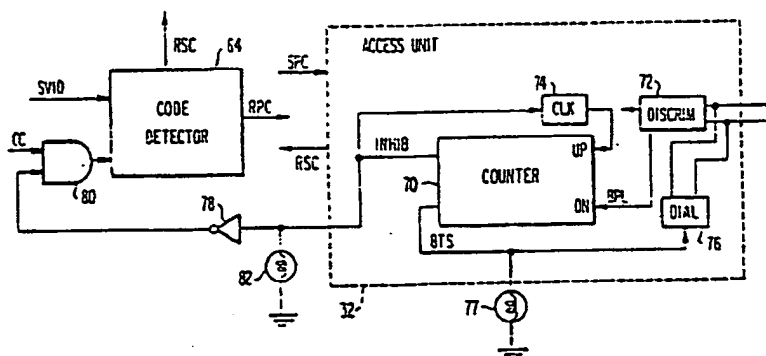 RSC
64
SPC
ACCESS UNIT
SVID
CODE
DETECTOR
RPC
74
CLK
72
DISCRIM
CC
80
RSC
INHIB
70
COUNTER
UP
ON
BPL
DIAL
76
78
82
BTS
32
77